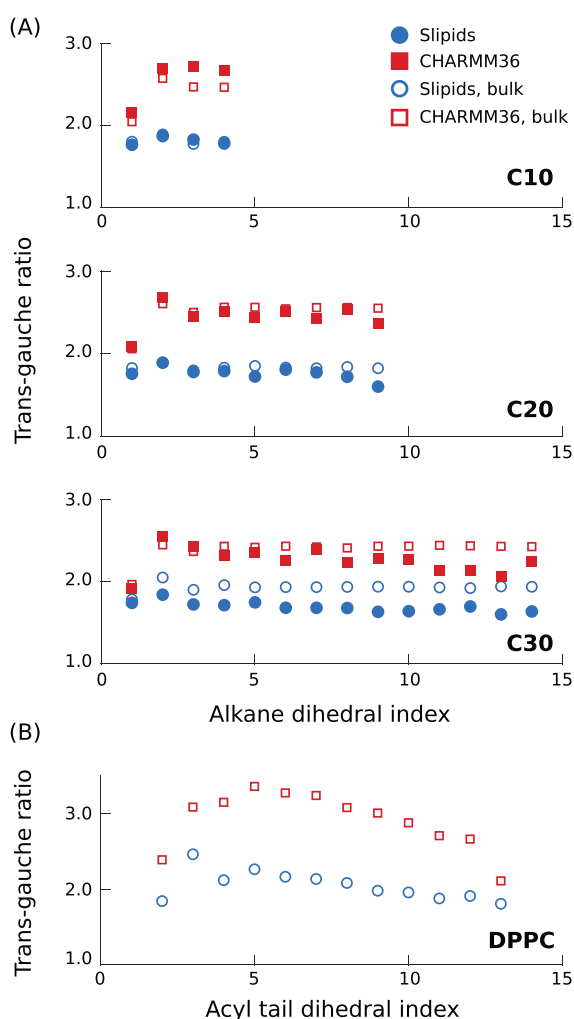 (A)
Slipids
CHARMM36
Slipids, bulk
CHARMM36, bulk
3.0
2.0
1.0
0
5
10
15
C10
3.0
2.0
1.0
0
5
10
15
C20
Trans-gauche ratio
3.0
2.0
1.0
0
5
10
15
C30
Alkane dihedral index
(B)
Trans-gauche ratio
3.0
2.0
1.0
0
5
10
15
DPPC
Acyl tail dihedral index